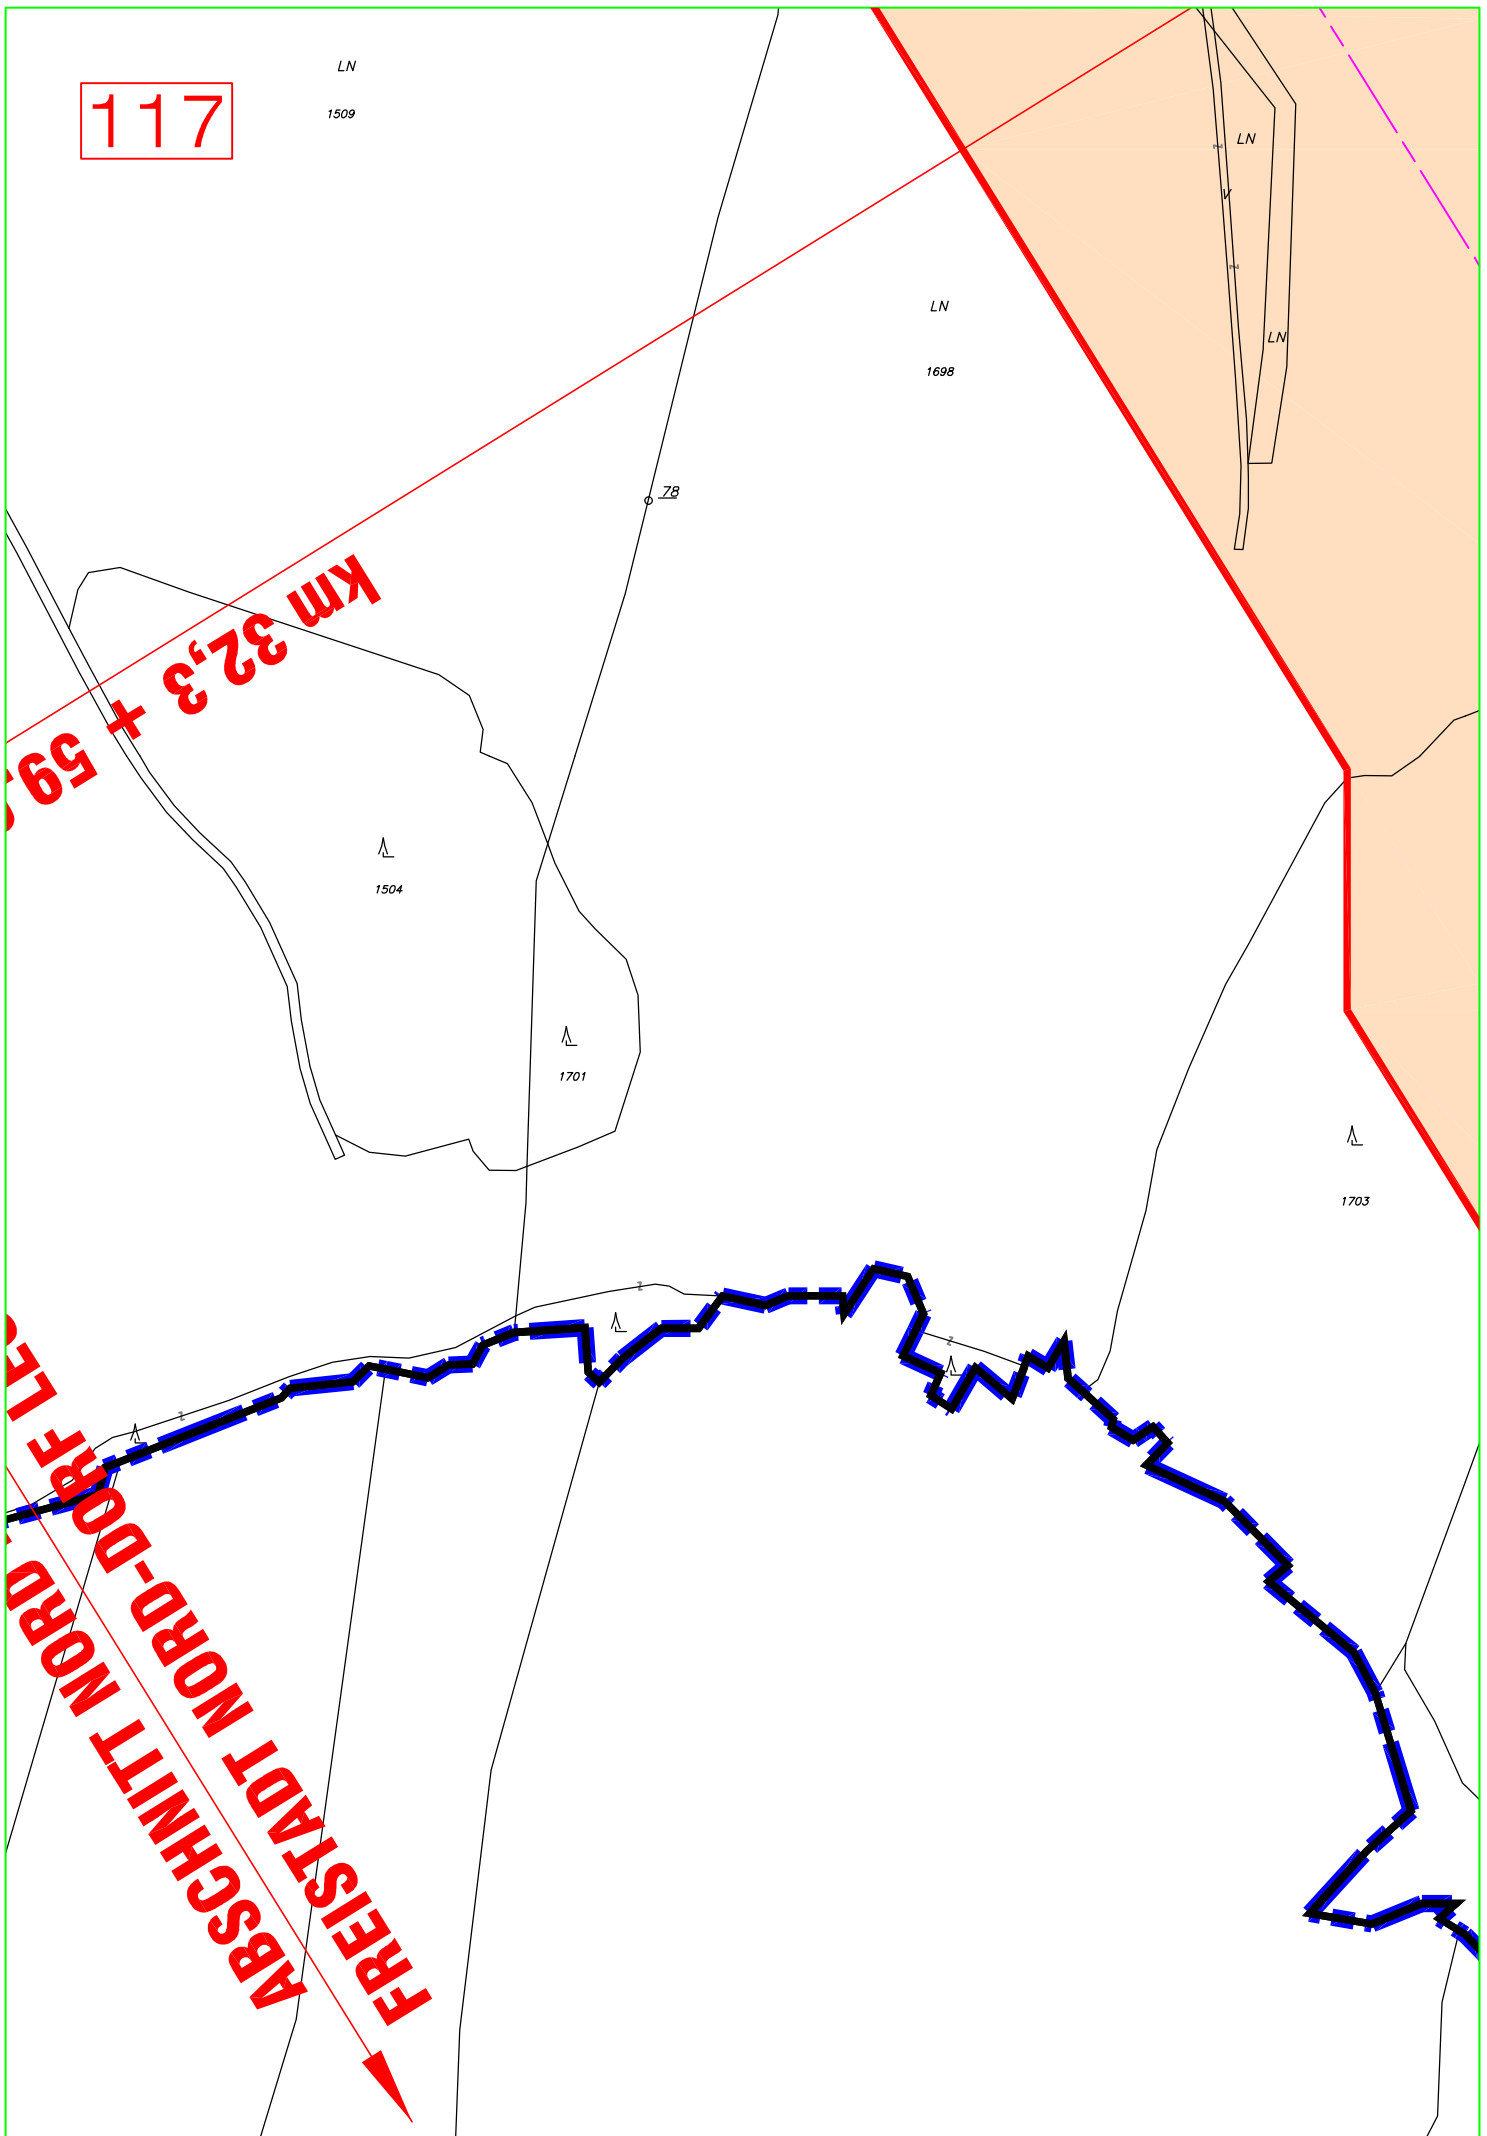 117
LN
1509
LN
V
LN
LN
1698
78
km 32,3 + 59
1504
1701
1703
FREISTADT NORD-DORF LE
ABSCHNITT NORD